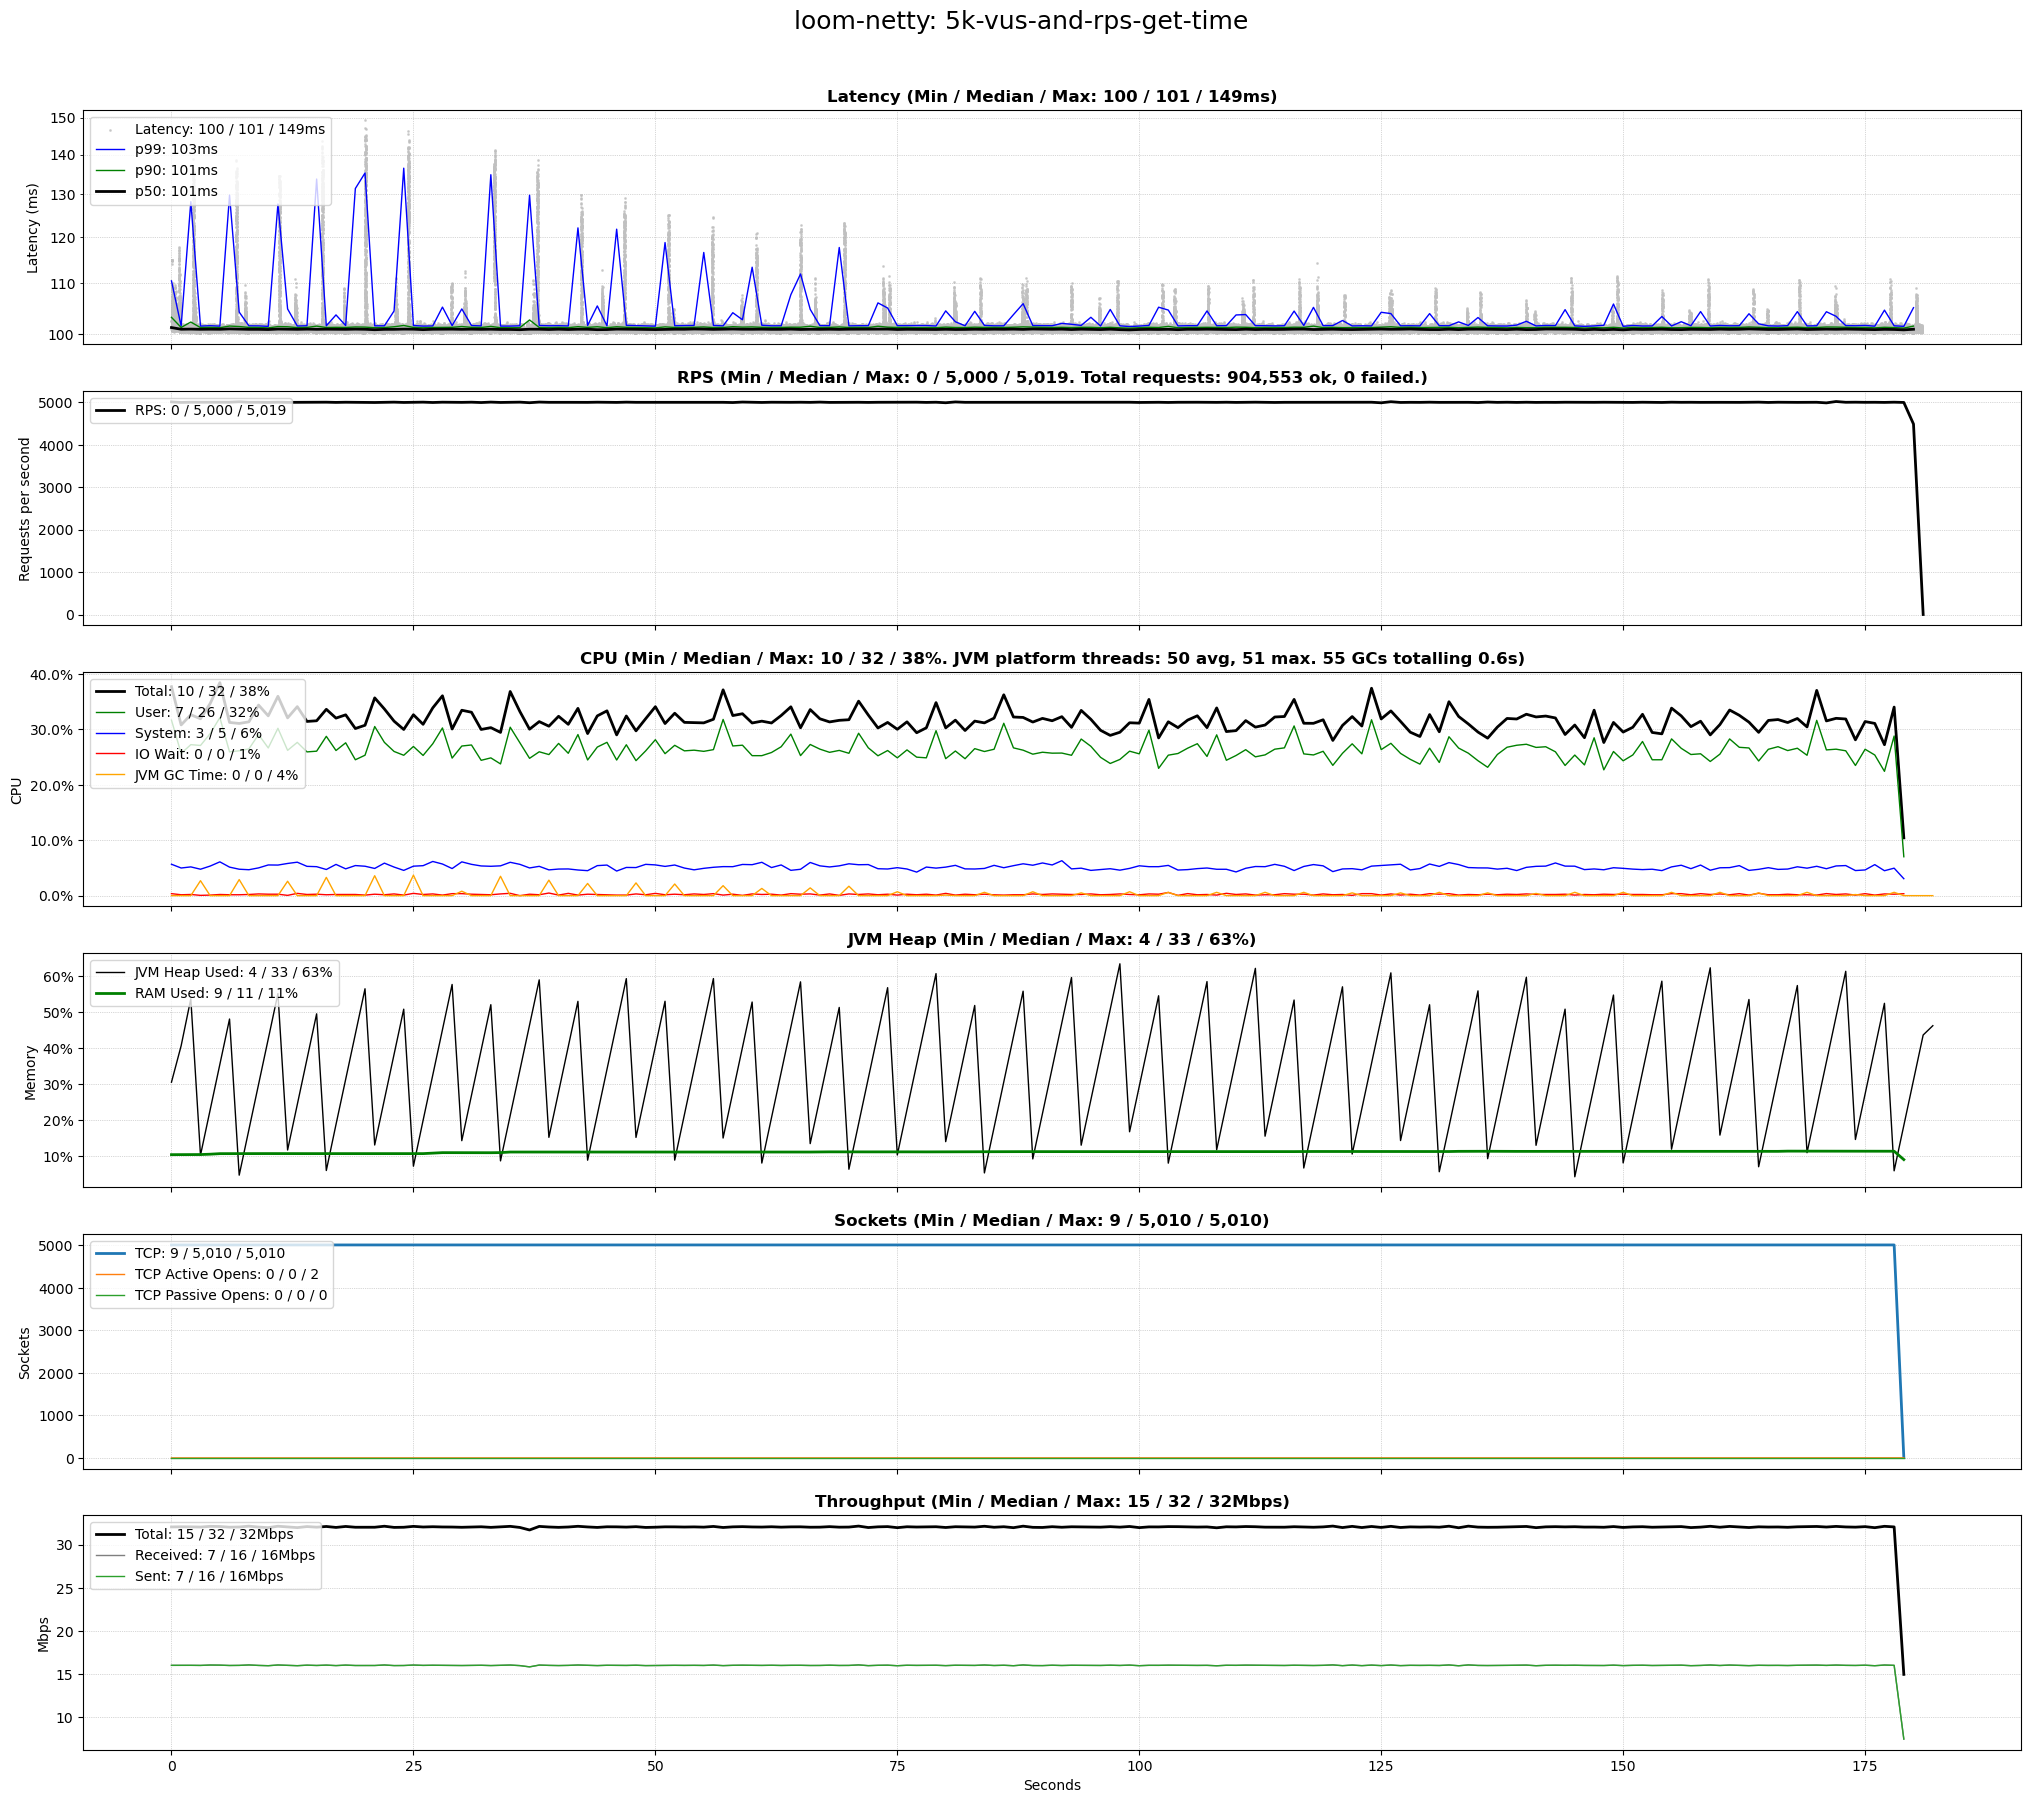 loom-netty: 5k-vus-and-rps-get-time
Latency (Min / Median / Max: 100 / 101 / 149ms)
150
140
130
120
110
100
Latency (ms)
Latency: 100 / 101 / 149ms
p99: 103ms
p90: 101ms
p50: 101ms
RPS (Min / Median / Max: 0 / 5,000 / 5,019. Total requests: 904,553 ok, 0 failed.)
5000
4000
3000
2000
1000
0
Requests per second
RPS: 0 / 5,000 / 5,019
CPU (Min / Median / Max: 10 / 32 / 38%. JVM platform threads: 50 avg, 51 max. 55 GCs totalling 0.6s)
40.0%
30.0%
20.0%
10.0%
0.0%
CPU
Total: 10 / 32 / 38%
User: 7 / 26 / 32%
System: 3 / 5 / 6%
IO Wait: 0 / 0 / 1%
JVM GC Time: 0 / 0 / 4%
JVM Heap (Min / Median / Max: 4 / 33 / 63%)
60%
50%
40%
30%
20%
10%
Memory
JVM Heap Used: 4 / 33 / 63%
RAM Used: 9 / 11 / 11%
Sockets (Min / Median / Max: 9 / 5,010 / 5,010)
5000
4000
3000
2000
1000
0
Sockets
TCP: 9 / 5,010 / 5,010
TCP Active Opens: 0 / 0 / 2
TCP Passive Opens: 0 / 0 / 0
Throughput (Min / Median / Max: 15 / 32 / 32Mbps)
30
25
20
15
10
Mbps
Total: 15 / 32 / 32Mbps
Received: 7 / 16 / 16Mbps
Sent: 7 / 16 / 16Mbps
0 25 50 75 100 125 150 175
Seconds